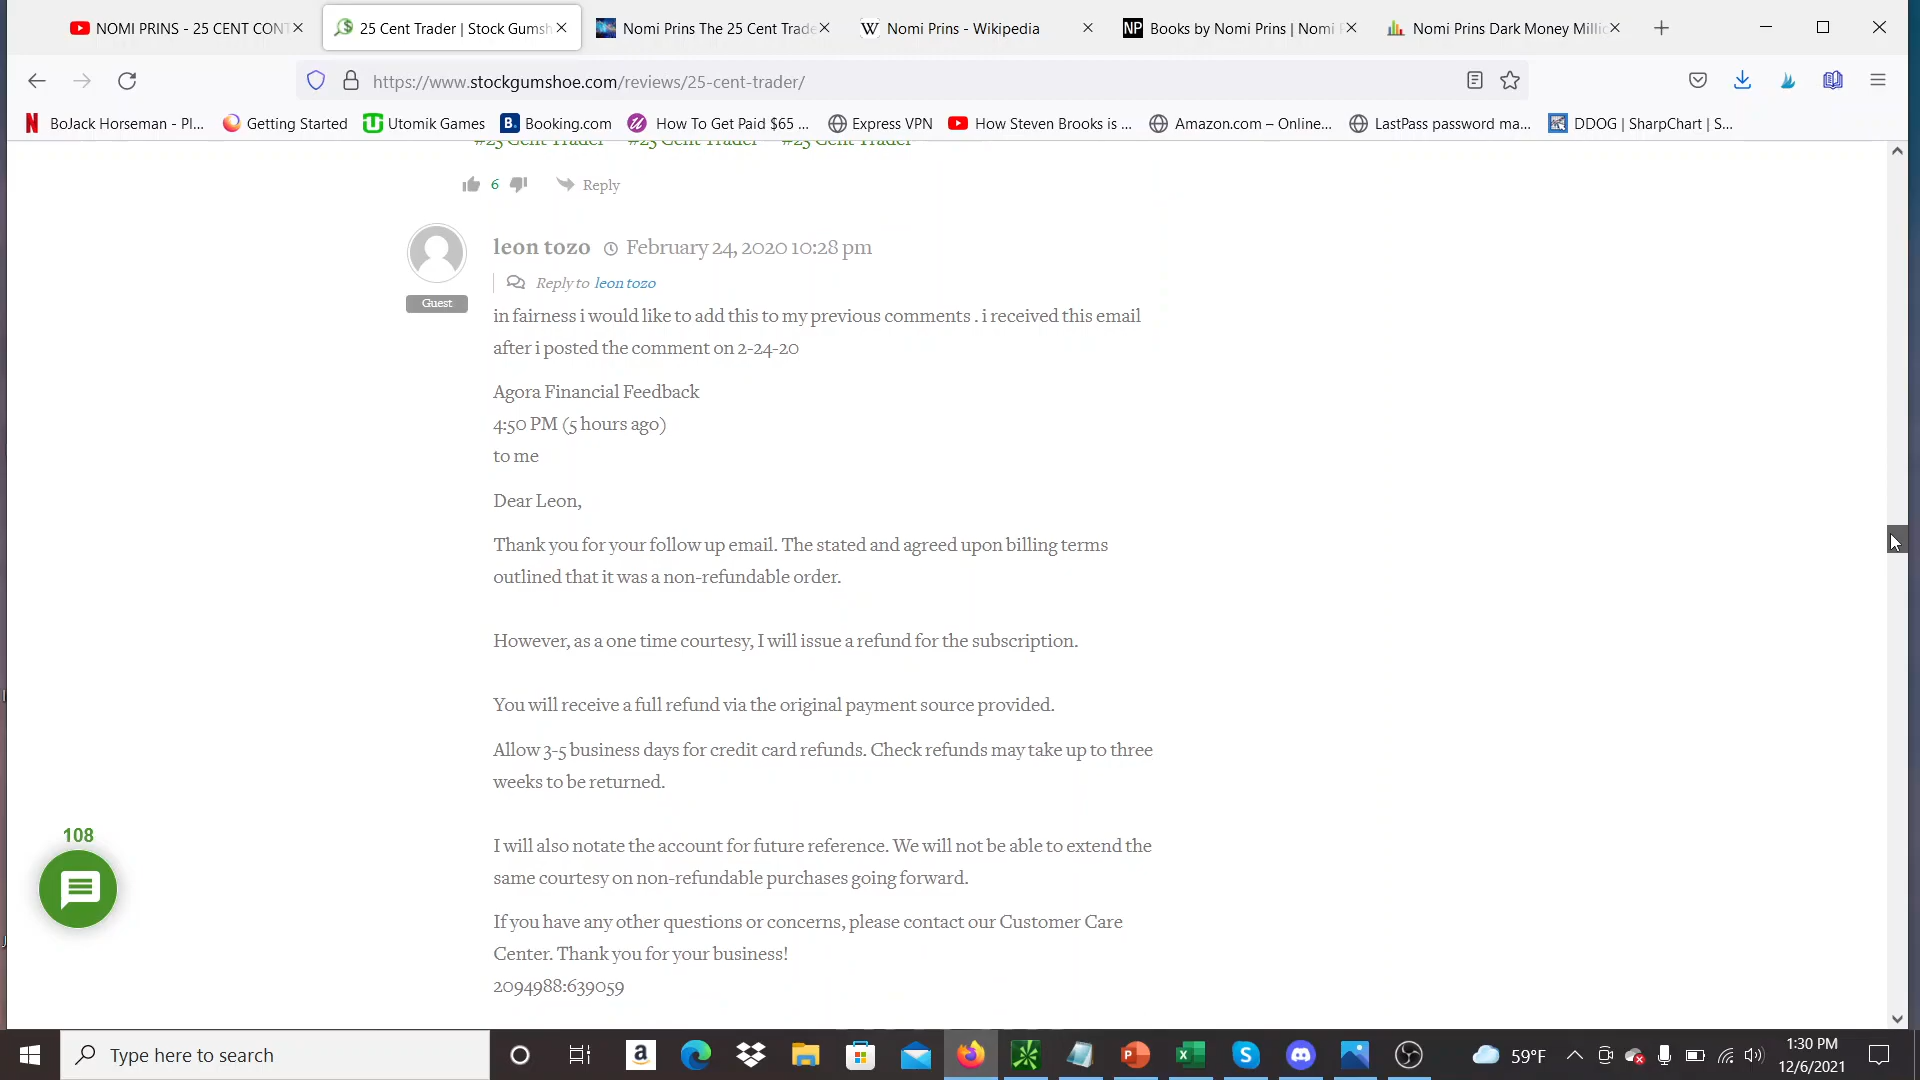 NOMI PRINS - 25 CENT CONT
25 Cent Trader | Stock Gumsh
Nomi Prins The 25 Cent Trade
Nomi Prins - Wikipedia
Books by Nomi Prins | Nomi
Nomi Prins Dark Money Millic
https://www.stockgumshoe.com/reviews/25-cent-trader/
BoJack Horseman - Pl...
Getting Started
Utomik Games
Booking.com
How To Get Paid $65 ...
Express VPN
How Steven Brooks is ...
Amazon.com – Online...
LastPass password ma...
DDOG | SharpChart | S...
#25 Cent Trader #25 Cent Trader #25 Cent Trader
6 Reply
leon tozo February 24, 2020 10:28 pm
Guest
Reply to leon tozo
in fairness i would like to add this to my previous comments . i received this email
after i posted the comment on 2-24-20
Agora Financial Feedback
4:50 PM (5 hours ago)
to me
Dear Leon,
Thank you for your follow up email. The stated and agreed upon billing terms
outlined that it was a non-refundable order.
However, as a one time courtesy, I will issue a refund for the subscription.
You will receive a full refund via the original payment source provided.
Allow 3-5 business days for credit card refunds. Check refunds may take up to three
weeks to be returned.
108
I will also notate the account for future reference. We will not be able to extend the
same courtesy on non-refundable purchases going forward.
If you have any other questions or concerns, please contact our Customer Care
Center. Thank you for your business!
2094988:639059
Type here to search
59°F
1:30 PM
12/6/2021